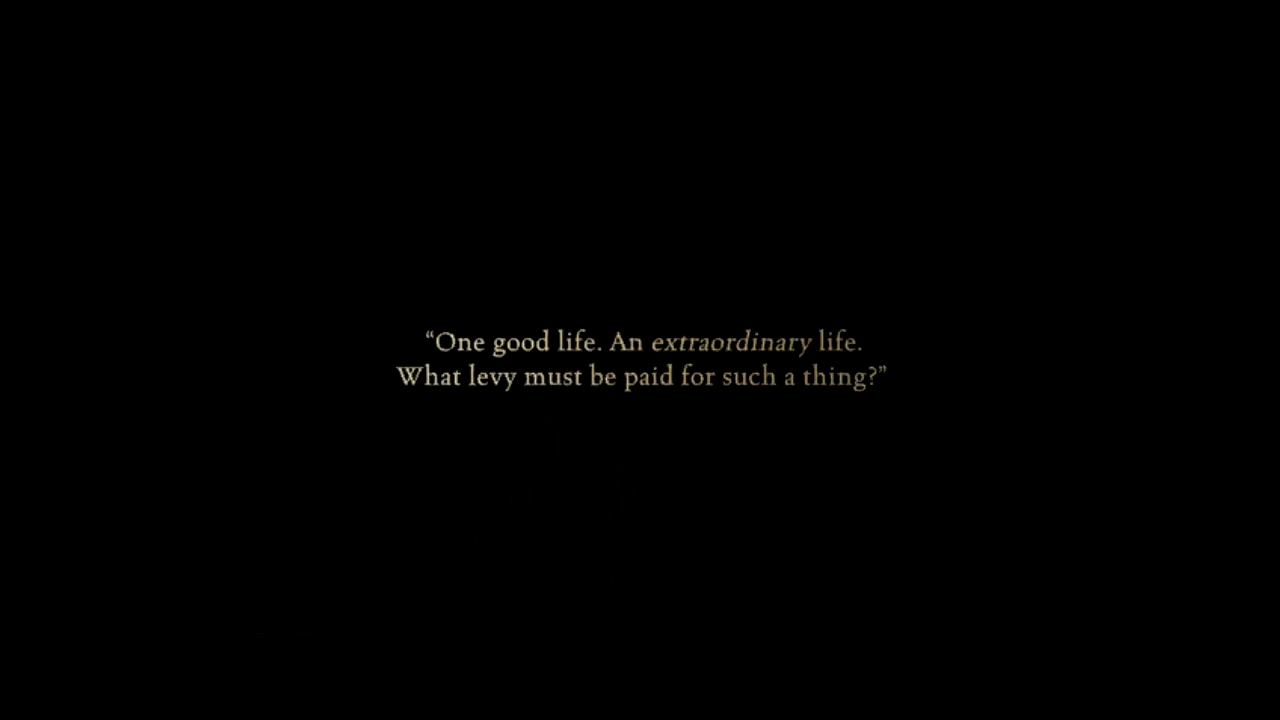 “One good life. An extraordinary life.
What levy must be paid for such a thing?”